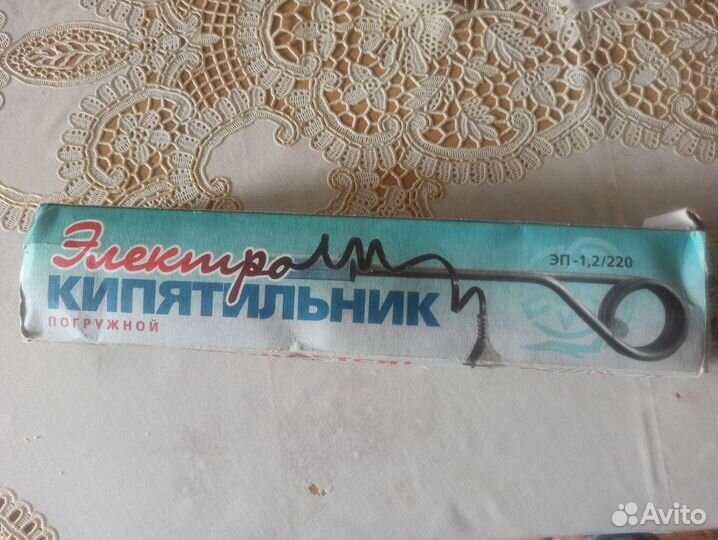 Электро
КИПЯТИЛЬНИК
ПОГРУЖНОЙ
ЭП-1,2/220
Avito